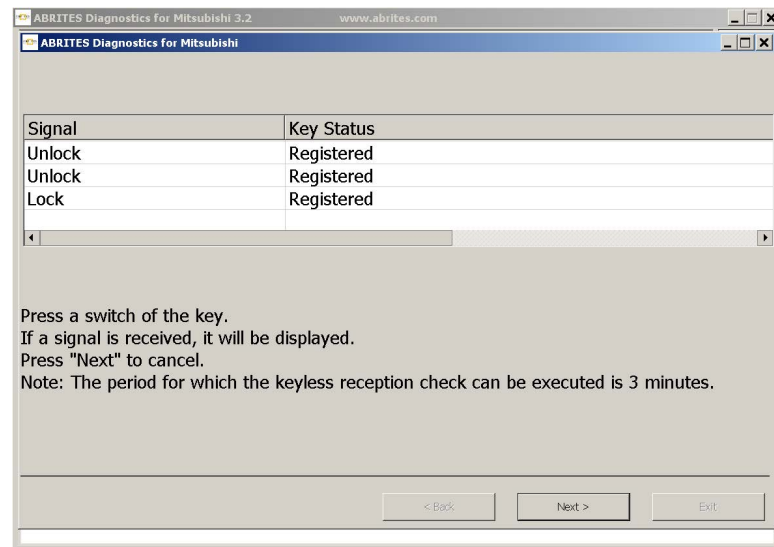 ABRITES Diagnostics for Mitsubishi 3.2 www.abrites.com
ABRITES Diagnostics for Mitsubishi
Signal Key Status
Unlock Registered
Unlock Registered
Lock Registered
Press a switch of the key.
If a signal is received, it will be displayed.
Press "Next" to cancel.
Note: The period for which the keyless reception check can be executed is 3 minutes.
< Back Next > Exit